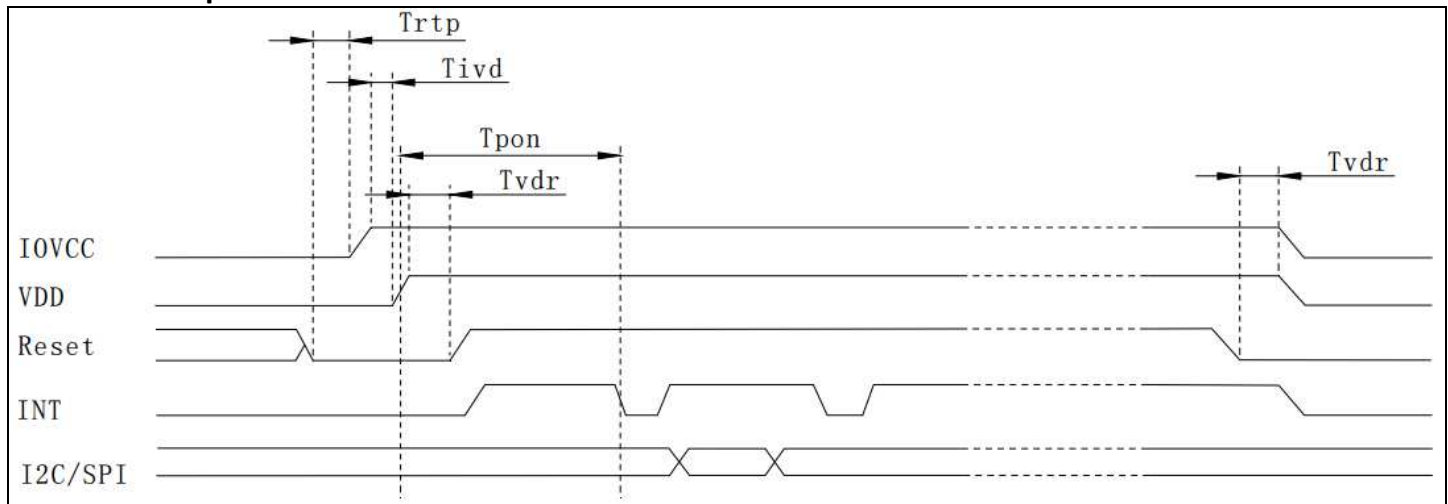 Trtp
Tivd
Tpon
Tvdr
Tvdr
IOVCC
VDD
Reset
INT
I2C/SPI